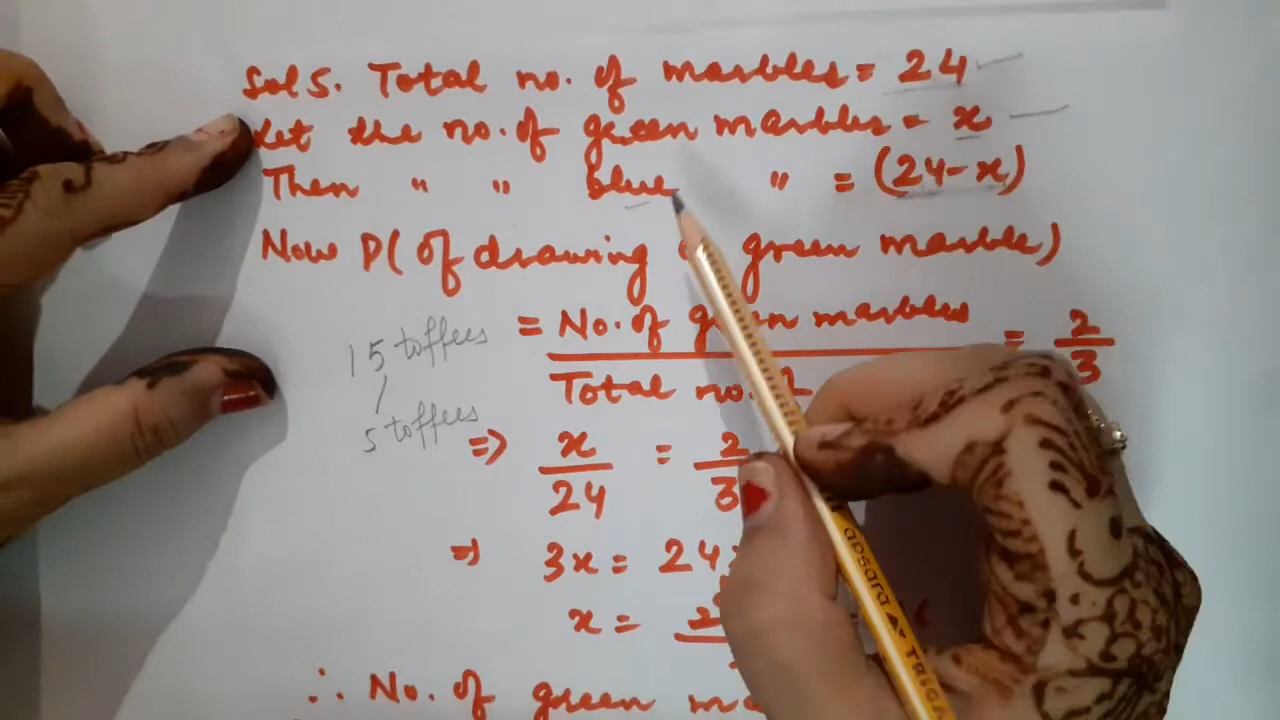 Sol 5. Total no. of marbles = 24
Let the no. of green marbles = x
Then " " blue " = (24-x)
Now P( of drawing green marble)
= No. of green marbles = 2/3
Total no.
15 toffees
5 toffees
=> x/24 = 2/3
=> 3x = 24
x =
∴ No. of green
apsara